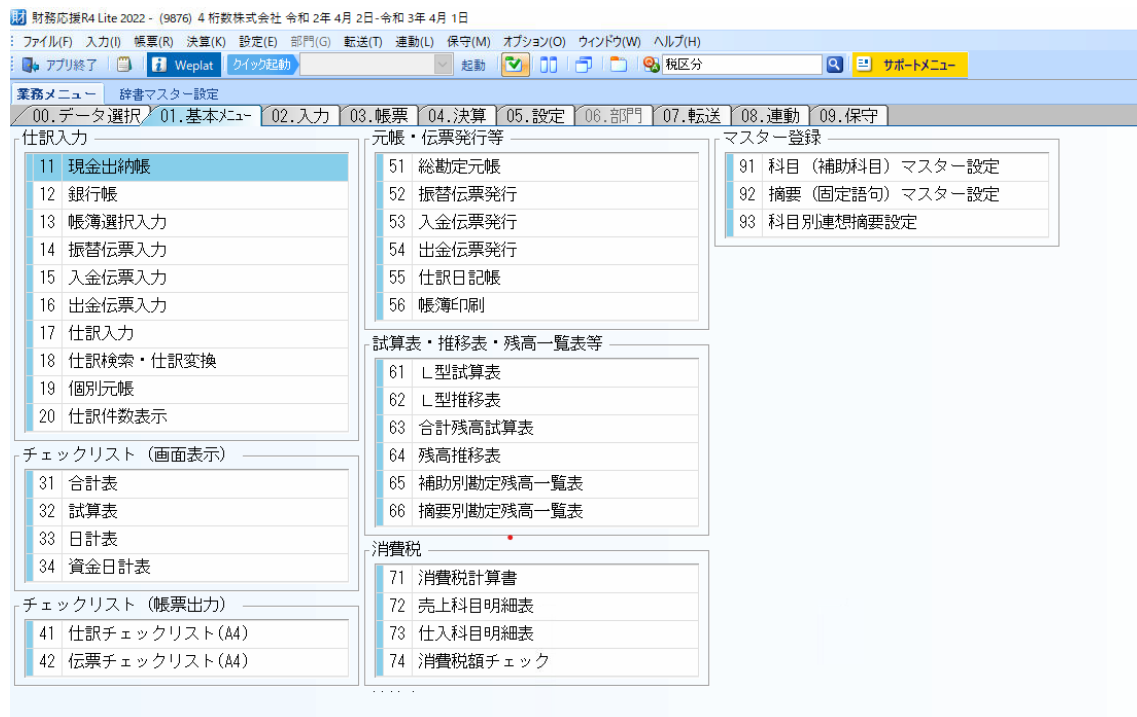 財 財務応援R4 Lite 2022 - (9876) 4 桁数株式会社 令和 2年 4月 2日-令和 3年 4月 1日
ファイル(F) 入力(I) 帳票(R) 決算(K) 設定(E) 部門(G) 転送(T) 連動(L) 保守(M) オプション(O) ウインドウ(W) ヘルプ(H)
アプリ終了 Weplat クイック起動 起動 税区分 サポートメニュー
業務メニュー 辞書マスター設定
00.データ選択 01.基本メニュー 02.入力 03.帳票 04.決算 05.設定 06.部門 07.転送 08.連動 09.保守
仕訳入力
11 現金出納帳
12 銀行帳
13 帳簿選択入力
14 振替伝票入力
15 入金伝票入力
16 出金伝票入力
17 仕訳入力
18 仕訳検索・仕訳変換
19 個別元帳
20 仕訳件数表示
チェックリスト（画面表示）
31 合計表
32 試算表
33 日計表
34 資金日計表
チェックリスト（帳票出力）
41 仕訳チェックリスト(A4)
42 伝票チェックリスト(A4)
元帳・伝票発行等
51 総勘定元帳
52 振替伝票発行
53 入金伝票発行
54 出金伝票発行
55 仕訳日記帳
56 帳簿印刷
試算表・推移表・残高一覧表等
61 L型試算表
62 L型推移表
63 合計残高試算表
64 残高推移表
65 補助別勘定残高一覧表
66 摘要別勘定残高一覧表
消費税
71 消費税計算書
72 売上科目明細表
73 仕入科目明細表
74 消費税額チェック
マスター登録
91 科目（補助科目）マスター設定
92 摘要（固定語句）マスター設定
93 科目別連想摘要設定